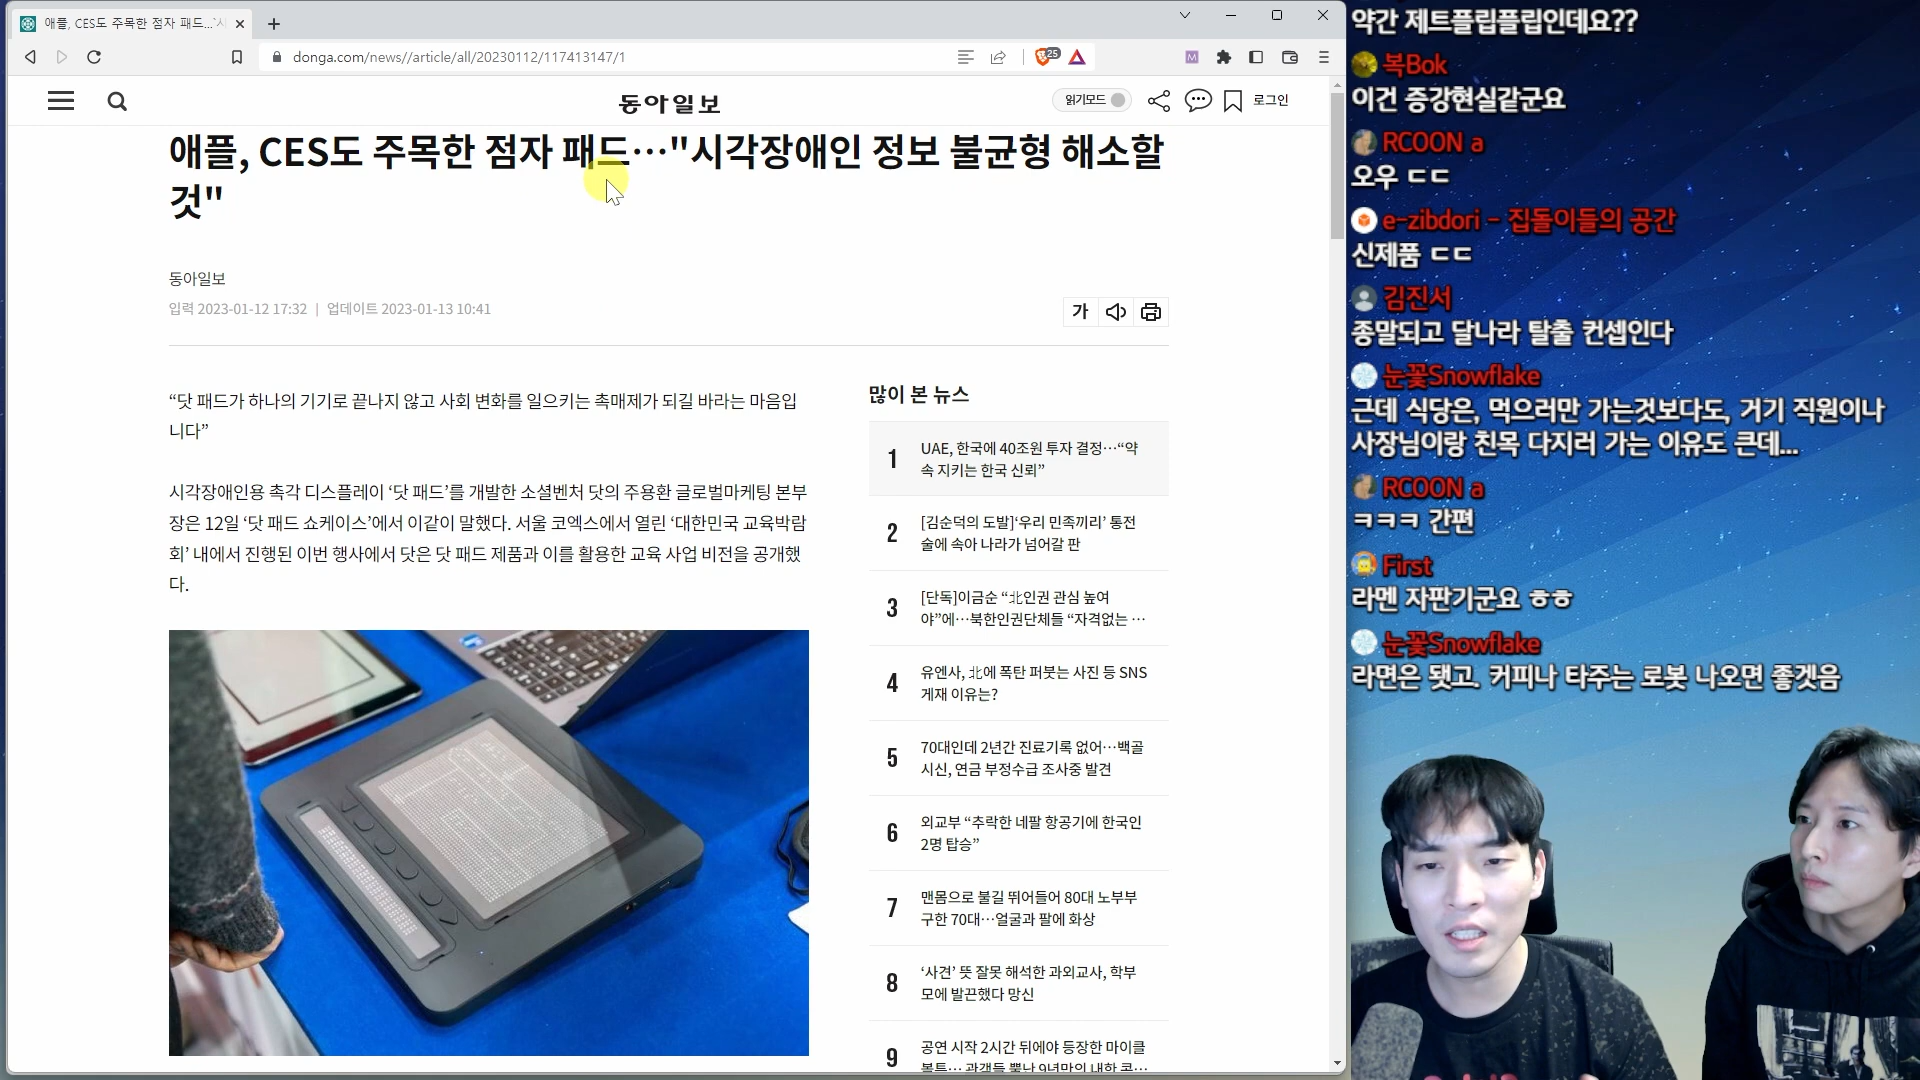 애플, CES도 주목한 점자 패드...`시
donga.com/news//article/all/20230112/117413147/1
25
M
동아일보
읽기모드
로그인
애플, CES도 주목한 점자 패드…"시각장애인 정보 불균형 해소할
것"
동아일보
입력 2023-01-12 17:32 | 업데이트 2023-01-13 10:41
가
“닷 패드가 하나의 기기로 끝나지 않고 사회 변화를 일으키는 촉매제가 되길 바라는 마음입
니다”
시각장애인용 촉각 디스플레이 ‘닷 패드’를 개발한 소셜벤처 닷의 주용환 글로벌마케팅 본부
장은 12일 ‘닷 패드 쇼케이스’에서 이같이 말했다. 서울 코엑스에서 열린 ‘대한민국 교육박람
회’ 내에서 진행된 이번 행사에서 닷은 닷 패드 제품과 이를 활용한 교육 사업 비전을 공개했
다.
많이 본 뉴스
1
UAE, 한국에 40조원 투자 결정…“약
속 지키는 한국 신뢰”
2
[김순덕의 도발]‘우리 민족끼리’ 통전
술에 속아 나라가 넘어갈 판
3
[단독]이금순 “北인권 관심 높여
야”에…북한인권단체들 “자격없는 …
4
유엔사, 北에 폭탄 퍼붓는 사진 등 SNS
게재 이유는?
5
70대인데 2년간 진료기록 없어…백골
시신, 연금 부정수급 조사중 발견
6
외교부 “추락한 네팔 항공기에 한국인
2명 탑승”
7
맨몸으로 불길 뛰어들어 80대 노부부
구한 70대…얼굴과 팔에 화상
8
‘사견’ 뜻 잘못 해석한 과외교사, 학부
모에 발끈했다 망신
9
공연 시작 2시간 뒤에야 등장한 마이클
볼튼… 관객들 뿔난 9년만의 내한 콘…
약간 제트플립플립인데요??
복Bok
이건 증강현실같군요
RCOON a
오우 ㄷㄷ
e-zibdori - 집돌이들의 공간
신제품 ㄷㄷ
김진서
종말되고 달나라 탈출 컨셉인다
눈꽃Snowflake
근데 식당은, 먹으러만 가는것보다도, 거기 직원이나
사장님이랑 친목 다지러 가는 이유도 큰데...
RCOON a
ㅋㅋㅋ 간편
First
라멘 자판기군요 ㅎㅎ
눈꽃Snowflake
라면은 됐고. 커피나 타주는 로봇 나오면 좋겟음